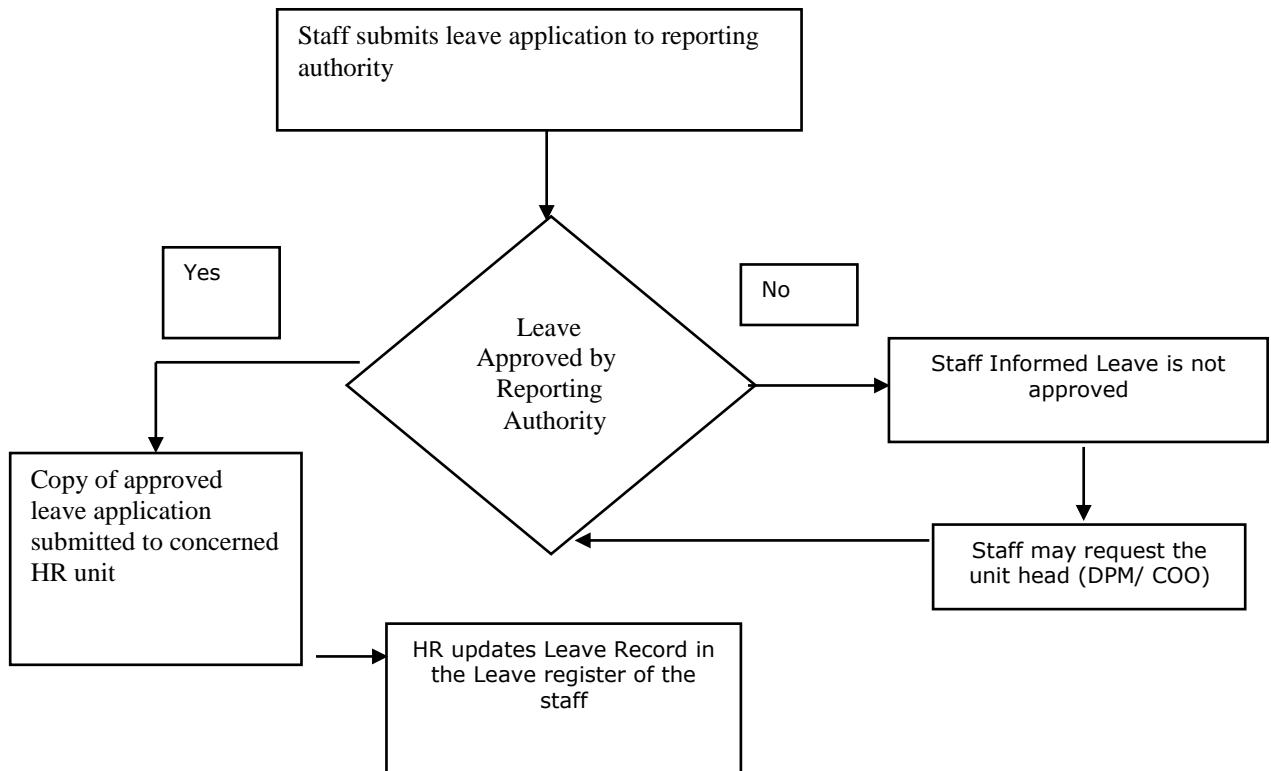 Staff submits leave application to reporting
authority
Yes
No
Leave
Approved by
Reporting
Authority
Staff Informed Leave is not
approved
Copy of approved
leave application
submitted to concerned
HR unit
Staff may request the
unit head (DPM/ COO)
HR updates Leave Record in
the Leave register of the
staff